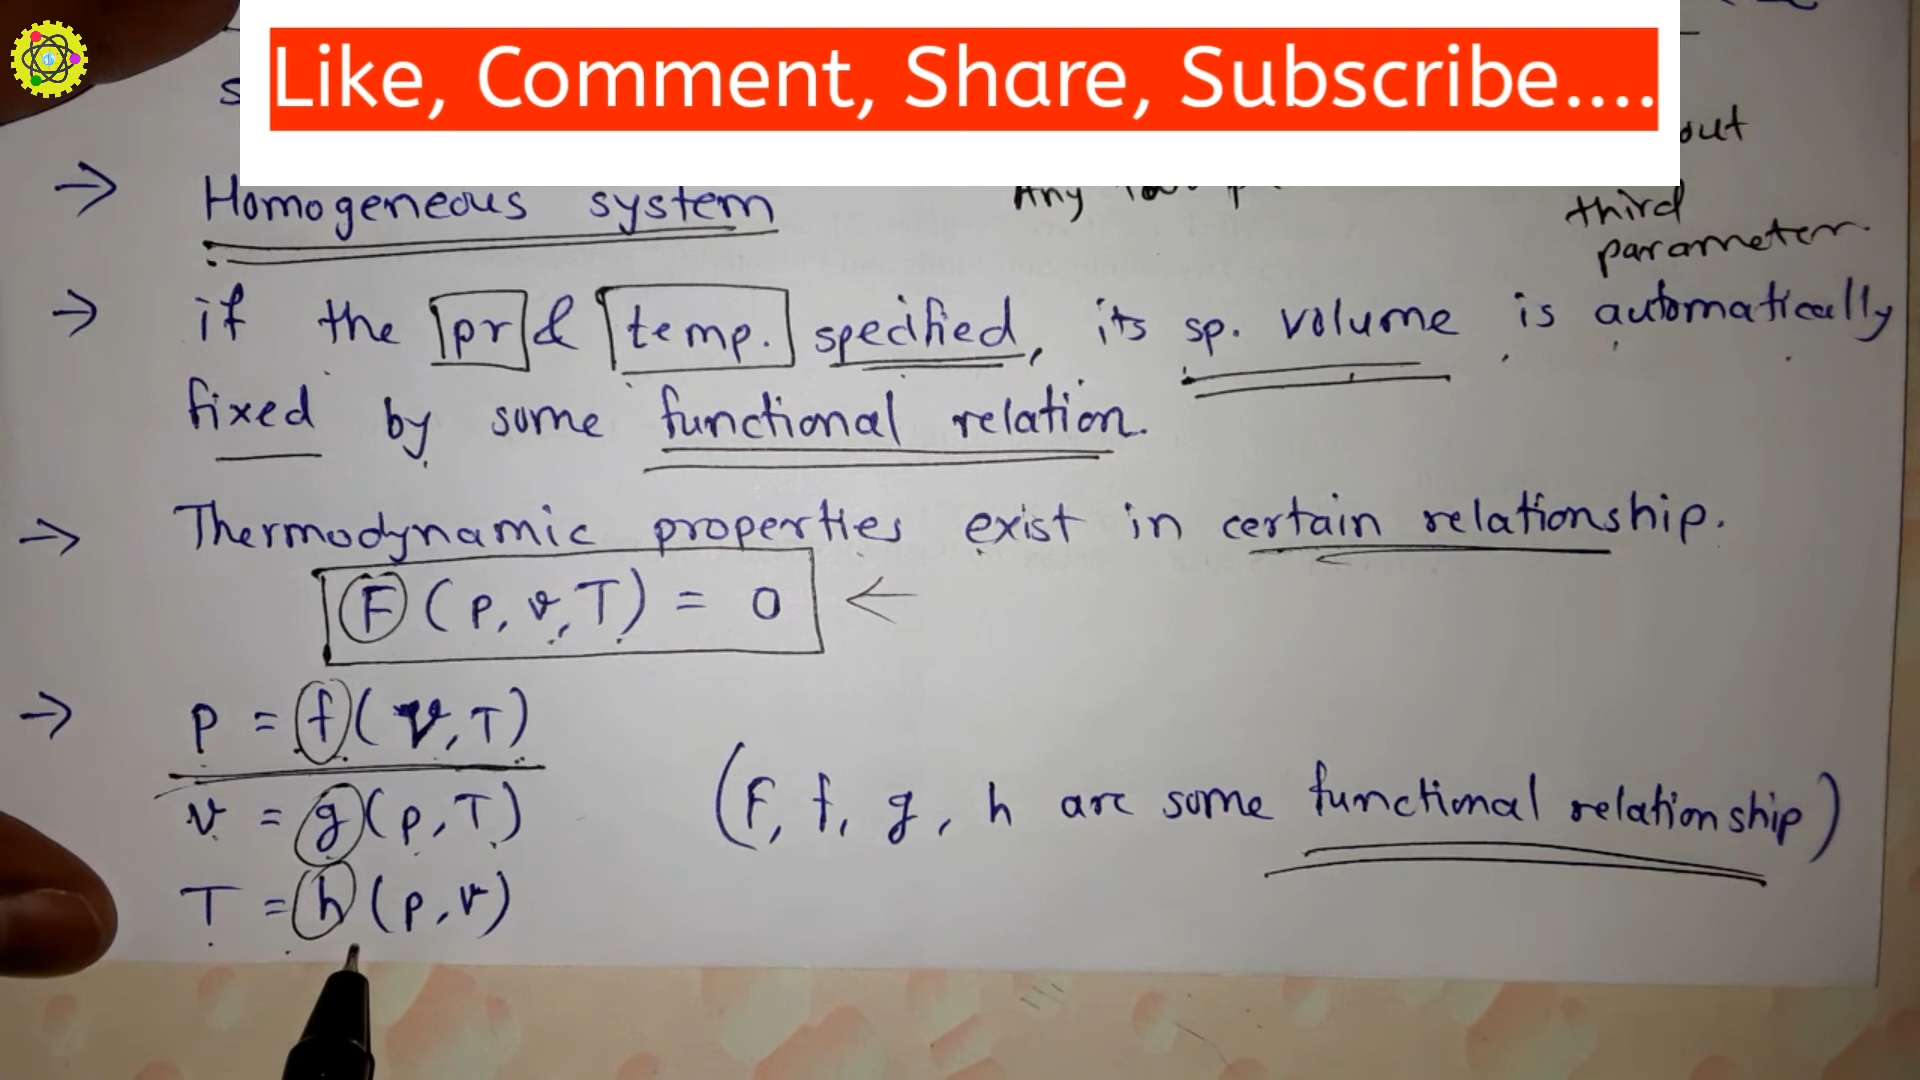 Like, Comment, Share, Subscribe....
out
→ Homogeneous system
Any
third
parameter.
→ if the pr & temp. specified, its sp. volume is automatically
fixed by some functional relation.
→ Thermodynamic properties exist in certain relationship.
F (p, v, T) = 0 ←
→ p = f (v, T)
v = g (p, T)
T = h (p, v)
(F, f, g, h are some functional relationship)